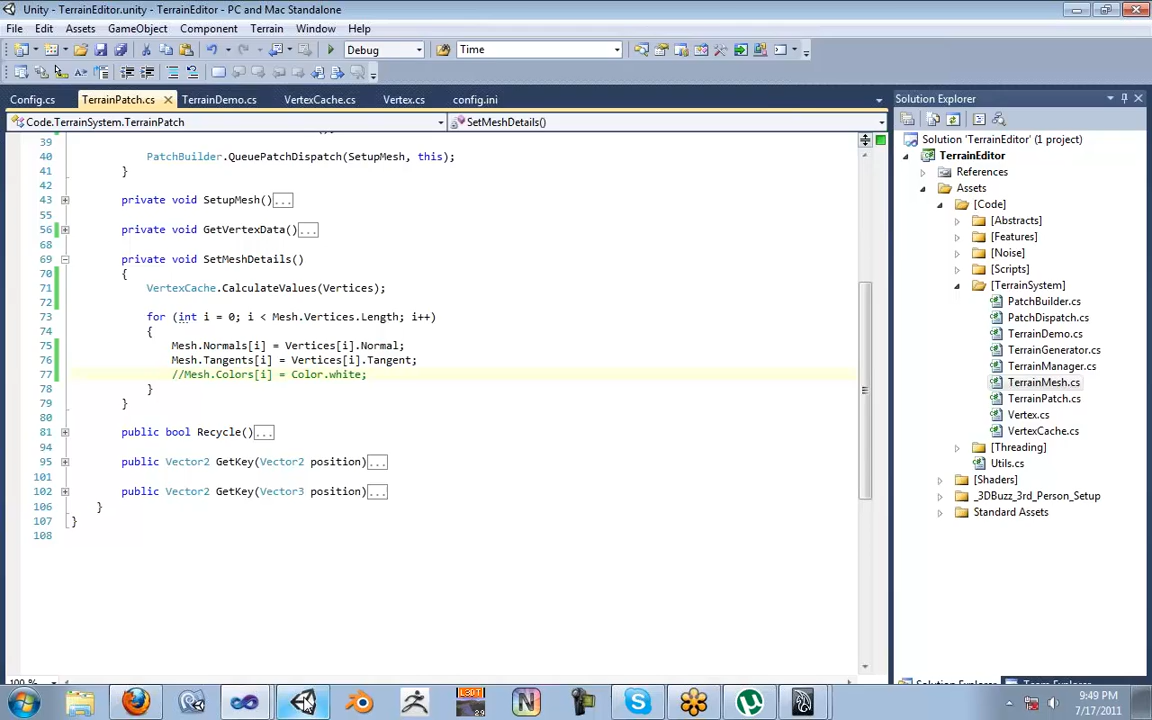 Unity - TerrainEditor.unity - PC and Mac Standalone
File Edit Assets GameObject Component Terrain Window Help
Debug Time
Config.cs TerrainPatch.cs TerrainDemo.cs VertexCache.cs Vertex.cs config.ini
Code.TerrainSystem.TerrainPatch SetMeshDetails()
39
40 PatchBuilder.QueuePatchDispatch(SetupMesh, this);
41 }
42
43 private void SetupMesh()...
55
56 private void GetVertexData()...
68
69 private void SetMeshDetails()
70 {
71 VertexCache.CalculateValues(Vertices);
72
73 for (int i = 0; i < Mesh.Vertices.Length; i++)
74 {
75 Mesh.Normals[i] = Vertices[i].Normal;
76 Mesh.Tangents[i] = Vertices[i].Tangent;
77 //Mesh.Colors[i] = Color.white;
78 }
79 }
80
81 public bool Recycle()...
94
95 public Vector2 GetKey(Vector2 position)...
101
102 public Vector2 GetKey(Vector3 position)...
106 }
107 }
108
100 %
Solution Explorer
Solution 'TerrainEditor' (1 project)
TerrainEditor
References
Assets
[Code]
[Abstracts]
[Features]
[Noise]
[Scripts]
[TerrainSystem]
PatchBuilder.cs
PatchDispatch.cs
TerrainDemo.cs
TerrainGenerator.cs
TerrainManager.cs
TerrainMesh.cs
TerrainPatch.cs
Vertex.cs
VertexCache.cs
[Threading]
Utils.cs
[Shaders]
_3DBuzz_3rd_Person_Setup
Standard Assets
Solution Explorer Team Explorer
9:49 PM
7/17/2011